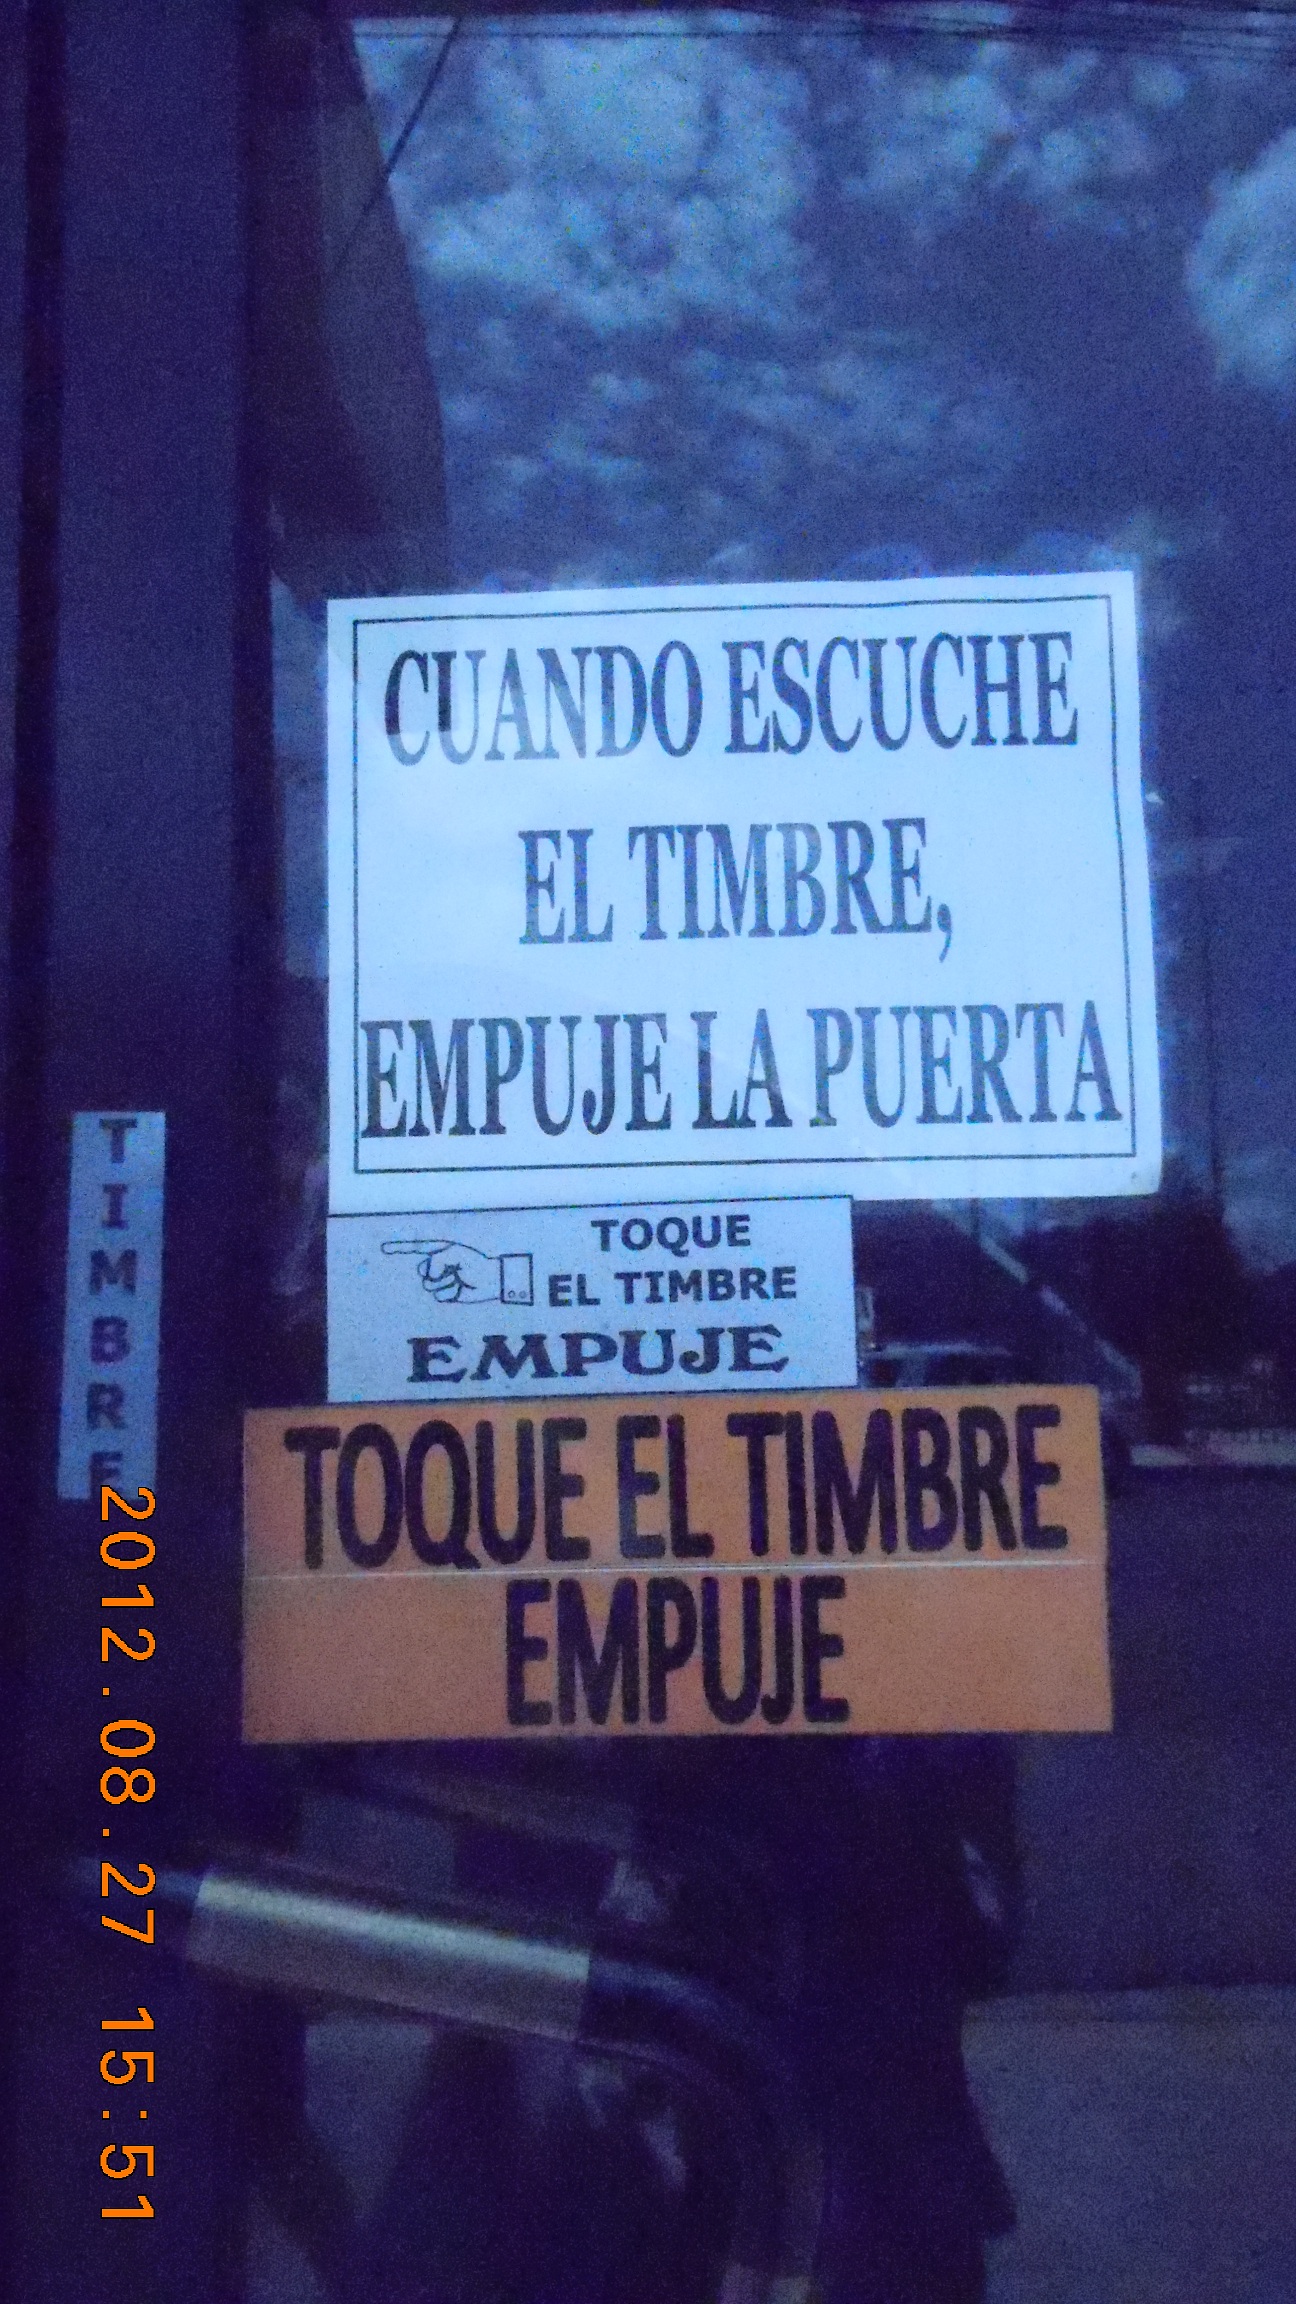 CUANDO ESCUCHE
EL TIMBRE,
EMPUJE LA PUERTA
TOQUE
EL TIMBRE
EMPUJE
TOQUE EL TIMBRE
EMPUJE
TIMBRE
2012.08.27 15:51